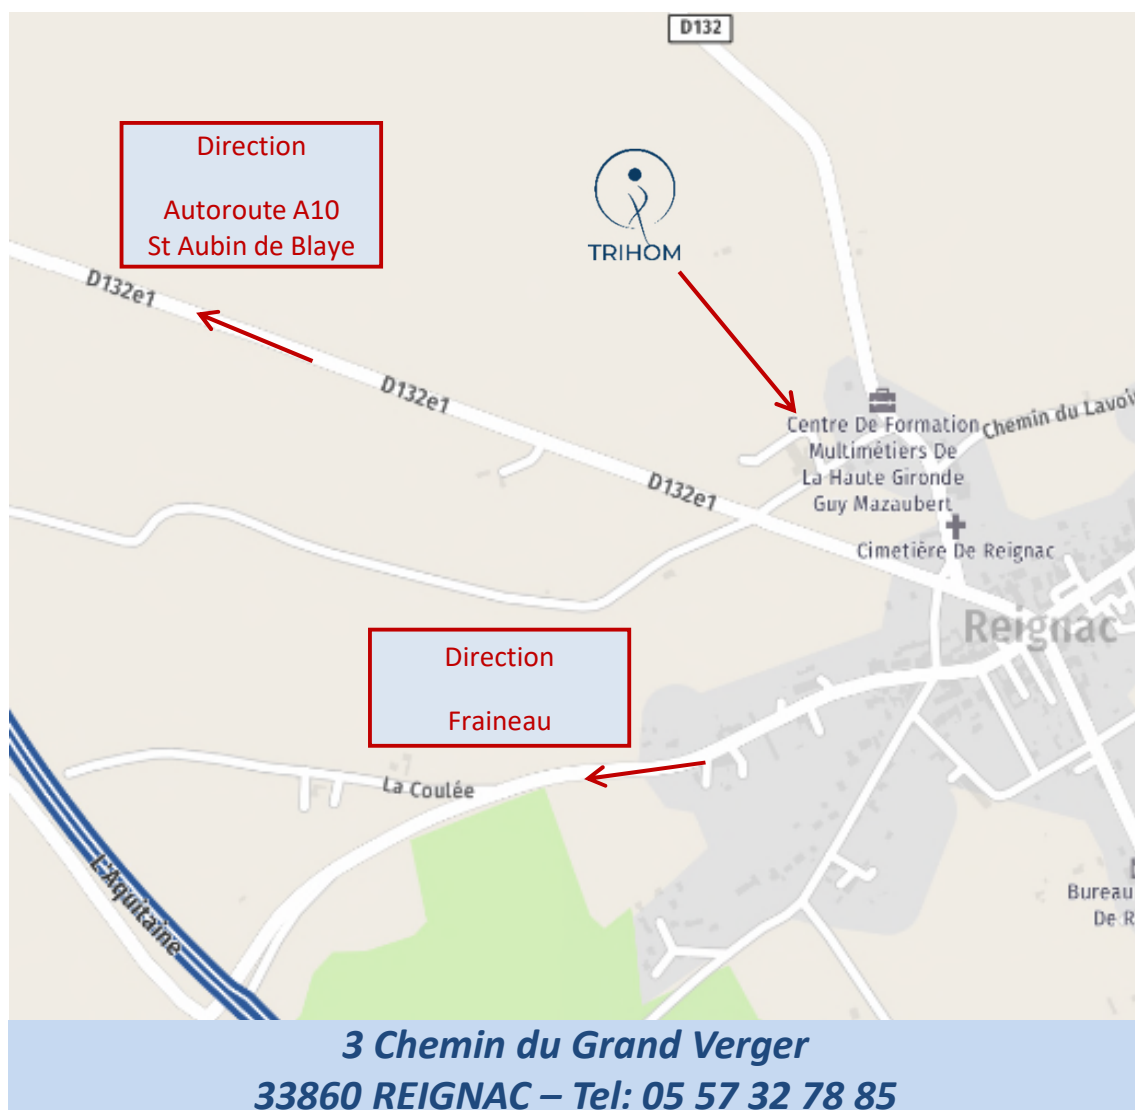 D132
Direction
Autoroute A10
St Aubin de Blaye
TRIHOM
D132e1
D132e1
Centre De Formation
Multimétiers De
La Haute Gironde
Guy Mazaubert
Chemin du Lavoi
D132e1
Cimetière De Reignac
Reignac
Direction
Fraineau
La Coulée
L'Aquitaine
Bureau
De R
3 Chemin du Grand Verger
33860 REIGNAC – Tel: 05 57 32 78 85